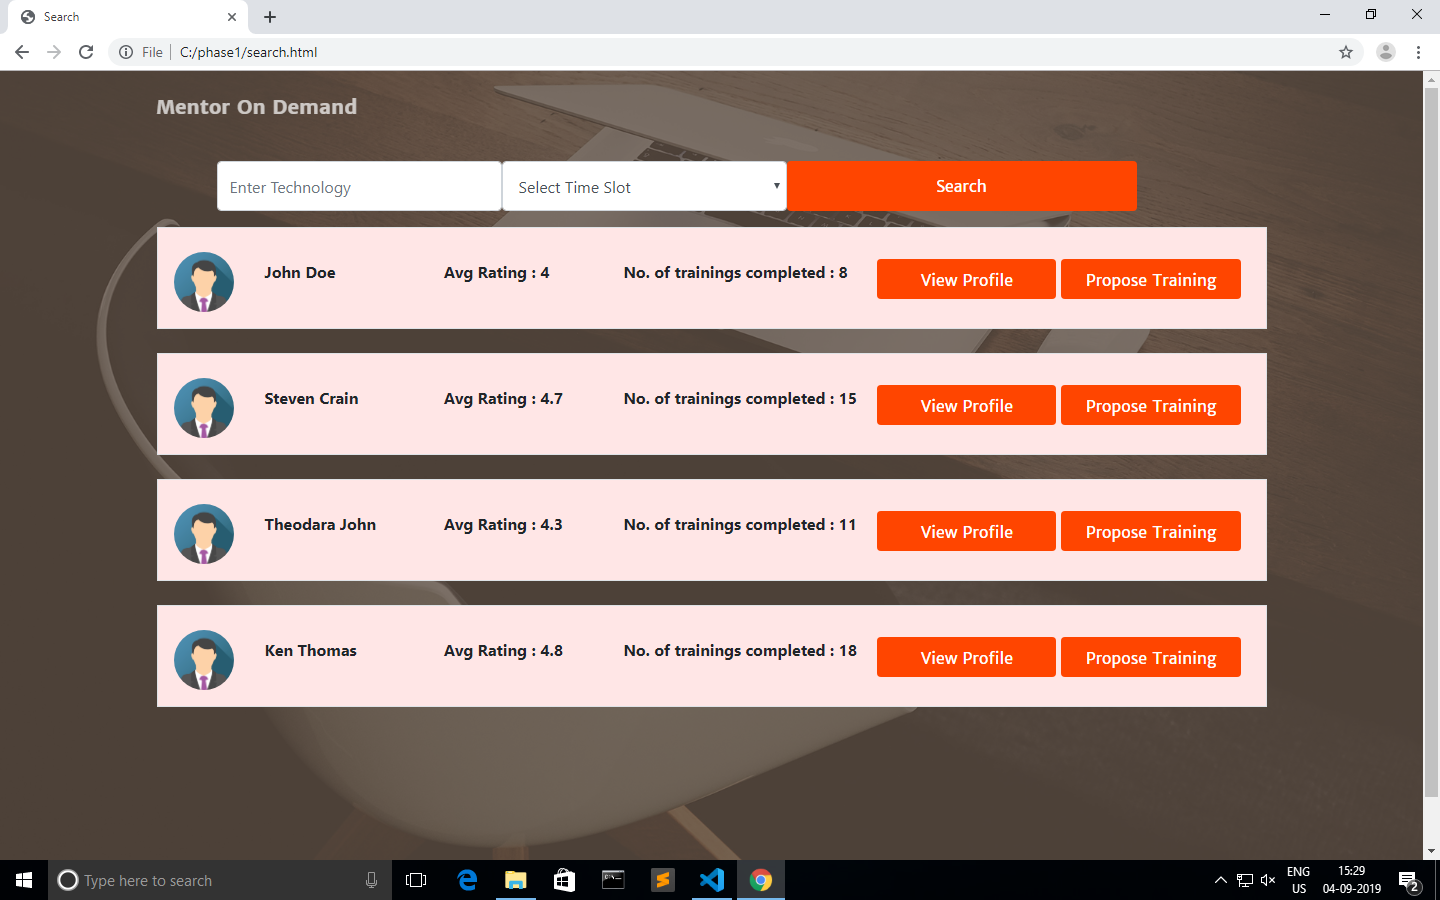 Search
File C:/phase1/search.html
Mentor On Demand
Enter Technology Select Time Slot Search
John Doe Avg Rating : 4 No. of trainings completed : 8 View Profile Propose Training
Steven Crain Avg Rating : 4.7 No. of trainings completed : 15 View Profile Propose Training
Theodara John Avg Rating : 4.3 No. of trainings completed : 11 View Profile Propose Training
Ken Thomas Avg Rating : 4.8 No. of trainings completed : 18 View Profile Propose Training
Type here to search
ENG 15:29
US 04-09-2019 2